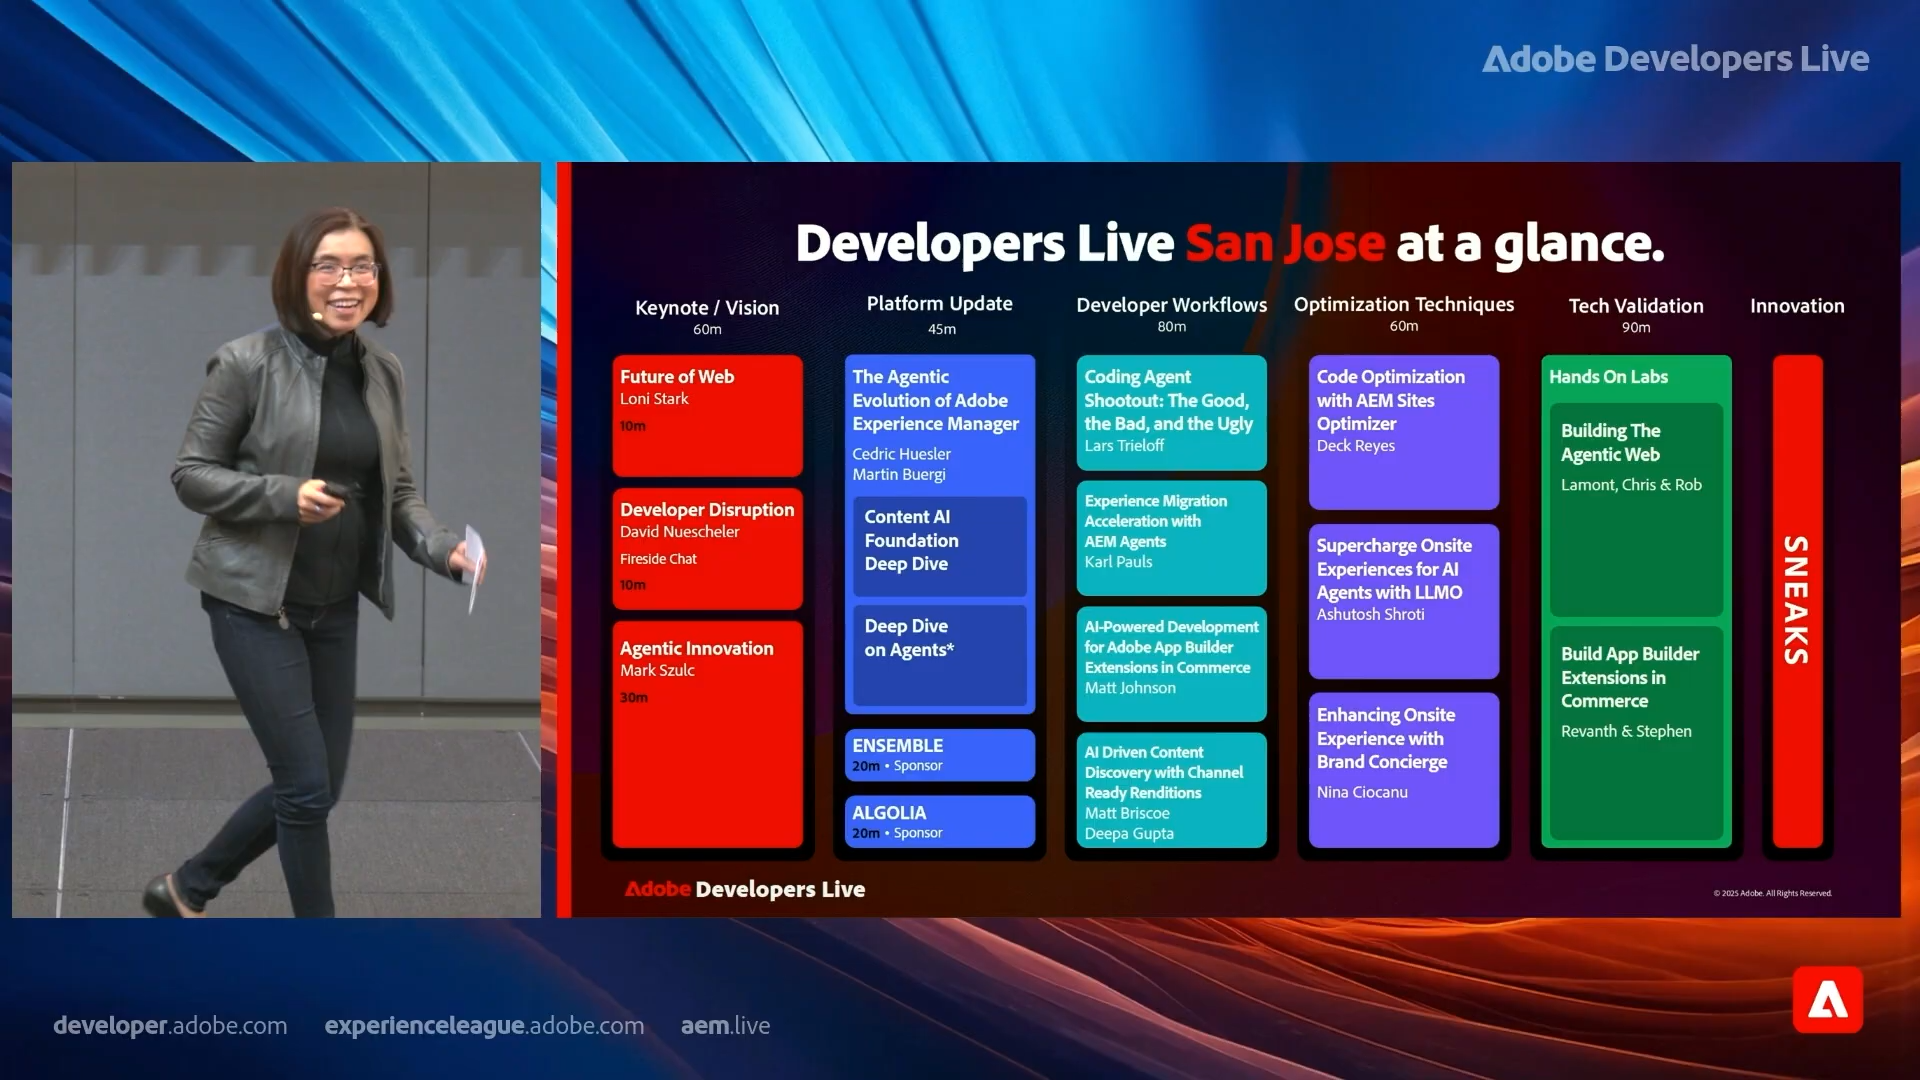 Adobe Developers Live
Developers Live San Jose at a glance.
Keynote / Vision
60m
Future of Web
Loni Stark
10m
Developer Disruption
David Nuescheler
Fireside Chat
10m
Agentic Innovation
Mark Szulc
30m
Platform Update
45m
The Agentic
Evolution of Adobe
Experience Manager
Cedric Huesler
Martin Buergi
Content AI
Foundation
Deep Dive
Deep Dive
on Agents*
ENSEMBLE
20m • Sponsor
ALGOLIA
20m • Sponsor
Developer Workflows
80m
Coding Agent
Shootout: The Good,
the Bad, and the Ugly
Lars Trieloff
Experience Migration
Acceleration with
AEM Agents
Karl Pauls
AI-Powered Development
for Adobe App Builder
Extensions in Commerce
Matt Johnson
AI Driven Content
Discovery with Channel
Ready Renditions
Matt Briscoe
Deepa Gupta
Optimization Techniques
60m
Code Optimization
with AEM Sites
Optimizer
Deck Reyes
Supercharge Onsite
Experiences for AI
Agents with LLMO
Ashutosh Shroti
Enhancing Onsite
Experience with
Brand Concierge
Nina Ciocanu
Tech Validation
90m
Hands On Labs
Building The
Agentic Web
Lamont, Chris & Rob
Build App Builder
Extensions in
Commerce
Revanth & Stephen
Innovation
SNEAKS
Adobe Developers Live
© 2025 Adobe. All Rights Reserved.
developer.adobe.com
experienceleague.adobe.com
aem.live